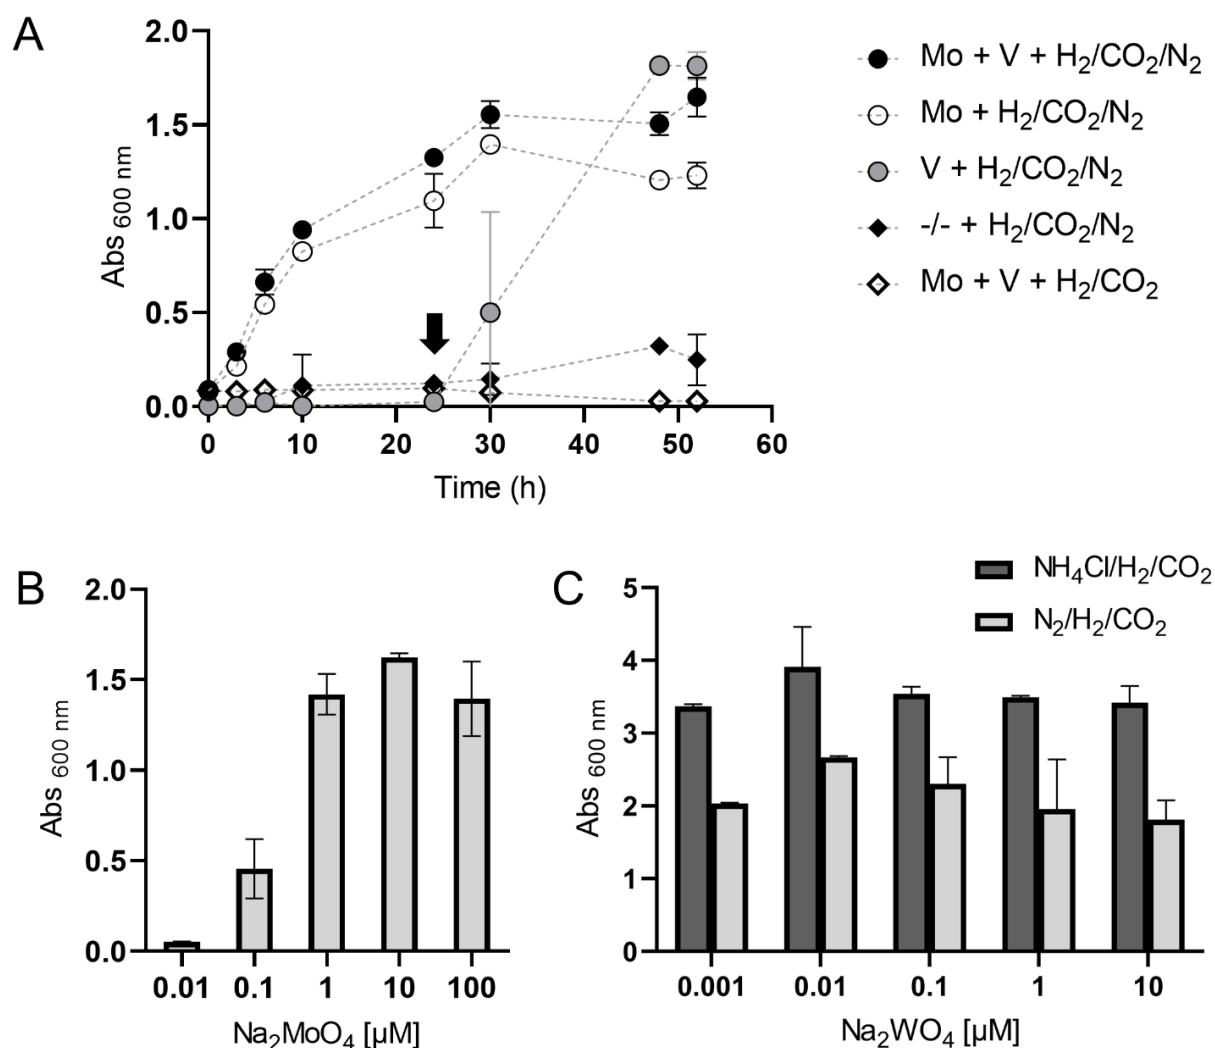 A
2.0
1.5
1.0
0.5
0.0
Abs 600 nm
0 10 20 30 40 50 60
Time (h)
Mo + V + H₂/CO₂/N₂
Mo + H₂/CO₂/N₂
V + H₂/CO₂/N₂
-/- + H₂/CO₂/N₂
Mo + V + H₂/CO₂
B
2.0
1.5
1.0
0.5
0.0
Abs 600 nm
0.01 0.1 1 10 100
Na₂MoO₄ [µM]
C
5
4
3
2
1
0
Abs 600 nm
0.001 0.01 0.1 1 10
Na₂WO₄ [µM]
NH₄Cl/H₂/CO₂
N₂/H₂/CO₂